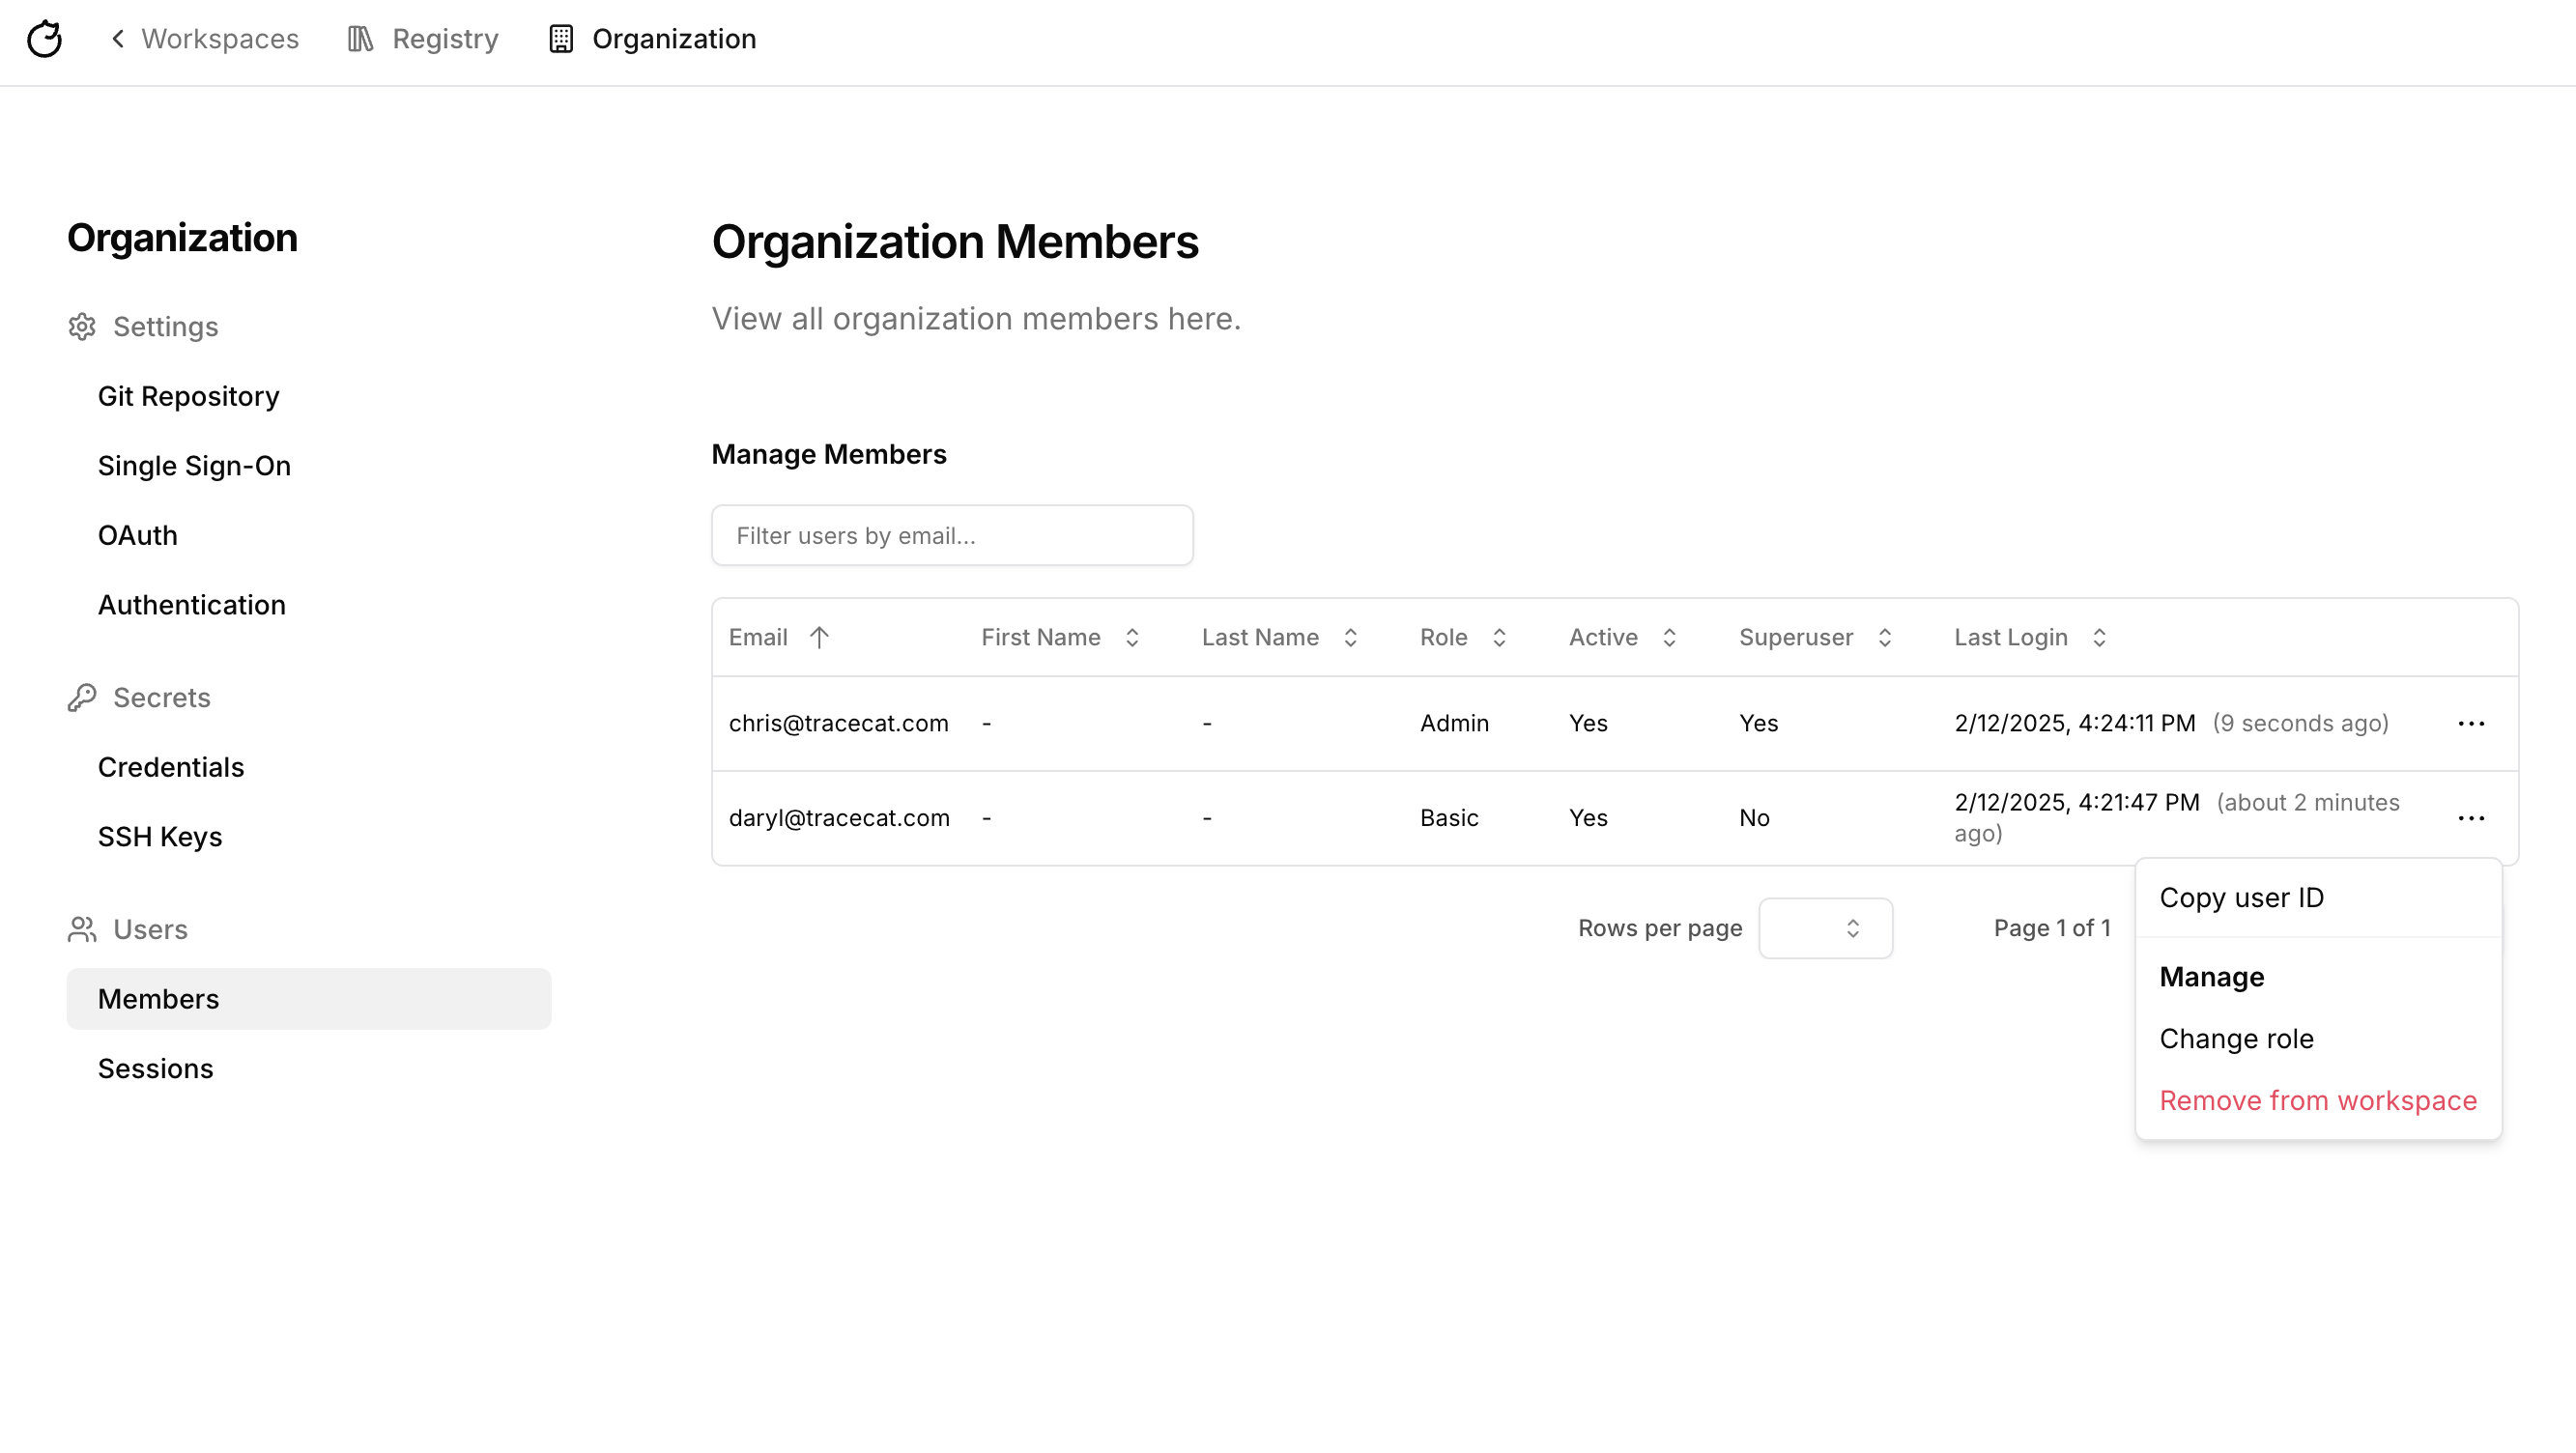 Workspaces
Registry
Organization
Organization
Settings
Git Repository
Single Sign-On
OAuth
Authentication
Secrets
Credentials
SSH Keys
Users
Members
Sessions
Organization Members
View all organization members here.
Manage Members
Filter users by email...
Email First Name Last Name Role Active Superuser Last Login
chris@tracecat.com - - Admin Yes Yes 2/12/2025, 4:24:11 PM (9 seconds ago) ...
daryl@tracecat.com - - Basic Yes No 2/12/2025, 4:21:47 PM (about 2 minutes
ago) ...
Rows per page
Page 1 of 1
Copy user ID
Manage
Change role
Remove from workspace